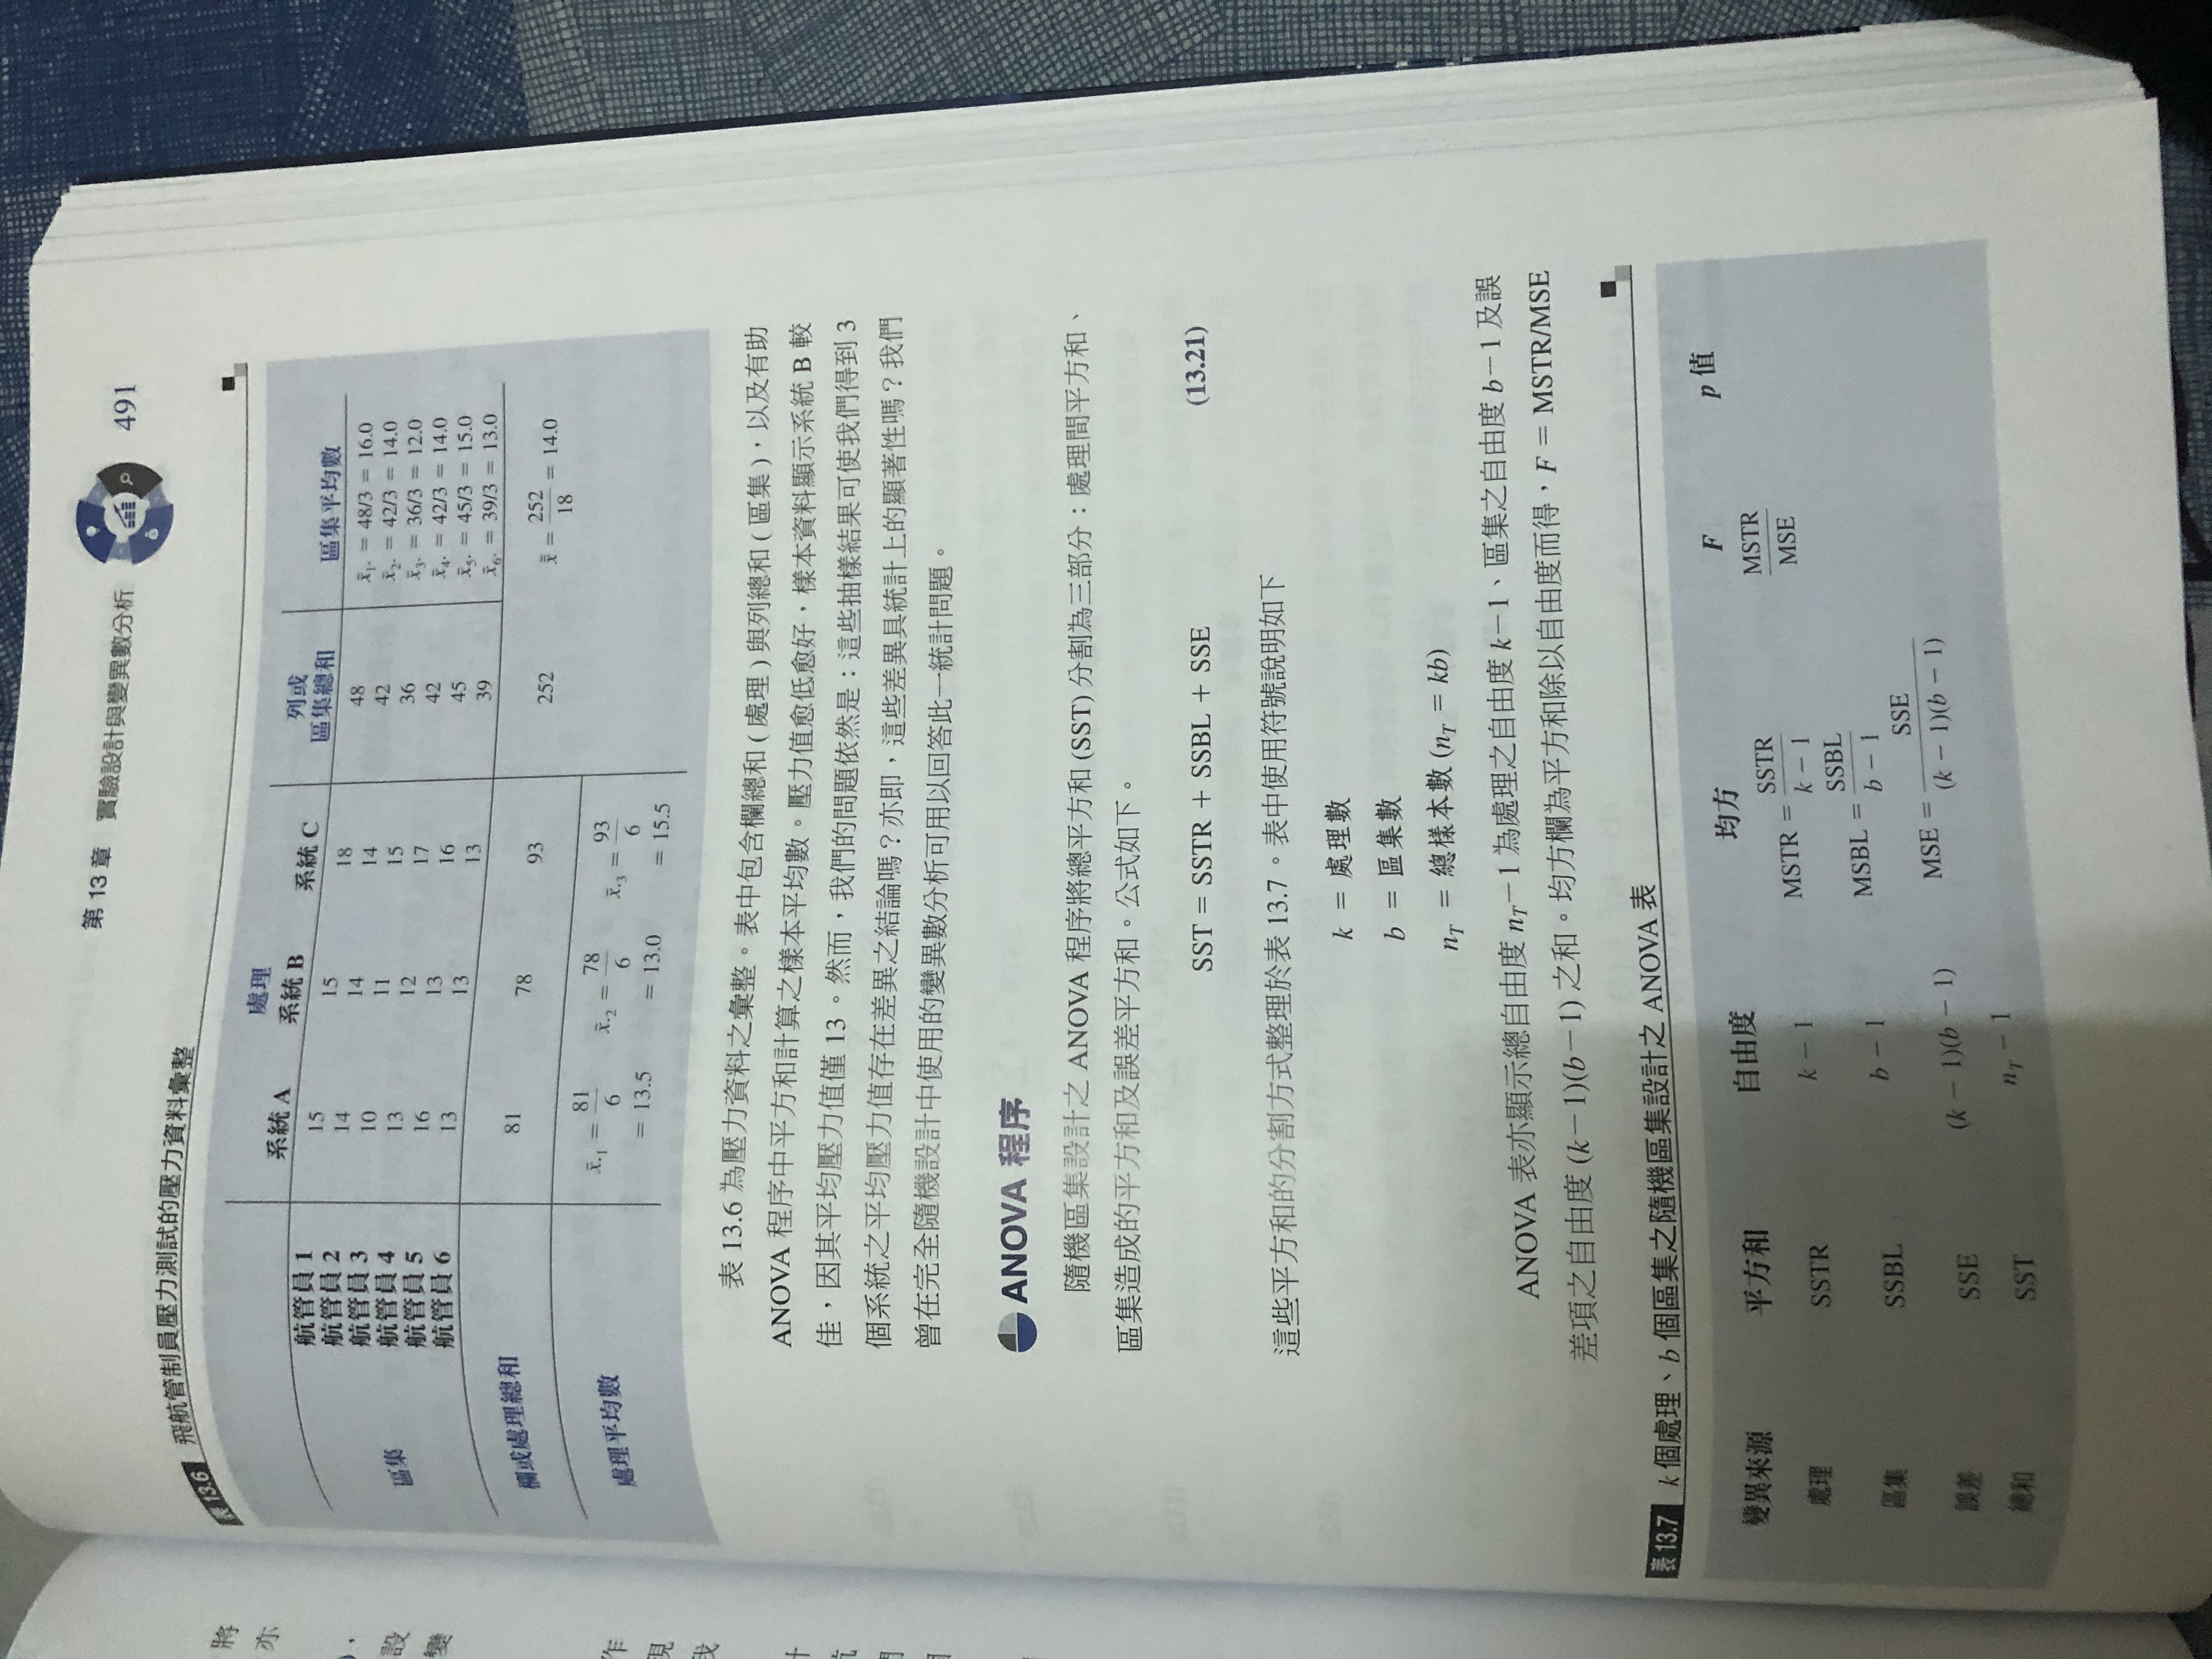 第 13 章 實驗設計與變異數分析 491
表 13.6 飛航管制員壓力測試的壓力資料彙整
處理
系統 A 系統 B 系統 C 列或區集總和 區集平均數
區集
航管員 1 15 15 18 48 x̄₁. = 48/3 = 16.0
航管員 2 14 14 14 42 x̄₂. = 42/3 = 14.0
航管員 3 10 11 15 36 x̄₃. = 36/3 = 12.0
航管員 4 13 12 17 42 x̄₄. = 42/3 = 14.0
航管員 5 16 13 16 45 x̄₅. = 45/3 = 15.0
航管員 6 13 13 13 39 x̄₆. = 39/3 = 13.0
欄或處理總和 81 78 93 252 x̿ = 252/18 = 14.0
處理平均數 x̄.₁ = 81/6 x̄.₂ = 78/6 x̄.₃ = 93/6
= 13.5 = 13.0 = 15.5
表 13.6 為壓力資料之彙整。表中包含欄總和 ( 處理 ) 與列總和 ( 區集 )，以及有助
ANOVA 程序中平方和計算之樣本平均數。壓力值愈低愈好，樣本資料顯示系統 B 較
佳，因其平均壓力值僅 13。然而，我們的問題依然是：這些抽樣結果可使我們得到 3
個系統之平均壓力值存在差異之結論嗎？亦即，這些差異具統計上的顯著性嗎？我們
曾在完全隨機設計中使用的變異數分析可用以回答此一統計問題。
ANOVA 程序
隨機區集設計之 ANOVA 程序將總平方和 (SST) 分割為三部分：處理間平方和、
區集造成的平方和及誤差平方和。公式如下。
SST = SSTR + SSBL + SSE (13.21)
這些平方和的分割方式整理於表 13.7。表中使用符號說明如下
k = 處理數
b = 區集數
n_T = 總樣本數 (n_T = kb)
ANOVA 表亦顯示總自由度 n_T−1 為處理之自由度 k−1、區集之自由度 b−1 及誤
差項之自由度 (k−1)(b−1) 之和。均方欄為平方和除以自由度而得，F = MSTR/MSE
表 13.7 k 個處理、b 個區集之隨機區集設計之 ANOVA 表
變異來源 平方和 自由度 均方 F p 值
處理 SSTR k − 1 MSTR = SSTR/k − 1 MSTR/MSE
區集 SSBL b − 1 MSBL = SSBL/b − 1
誤差 SSE (k − 1)(b − 1) MSE = SSE/(k − 1)(b − 1)
總和 SST n_T − 1
將
亦
設
變
作
現
我